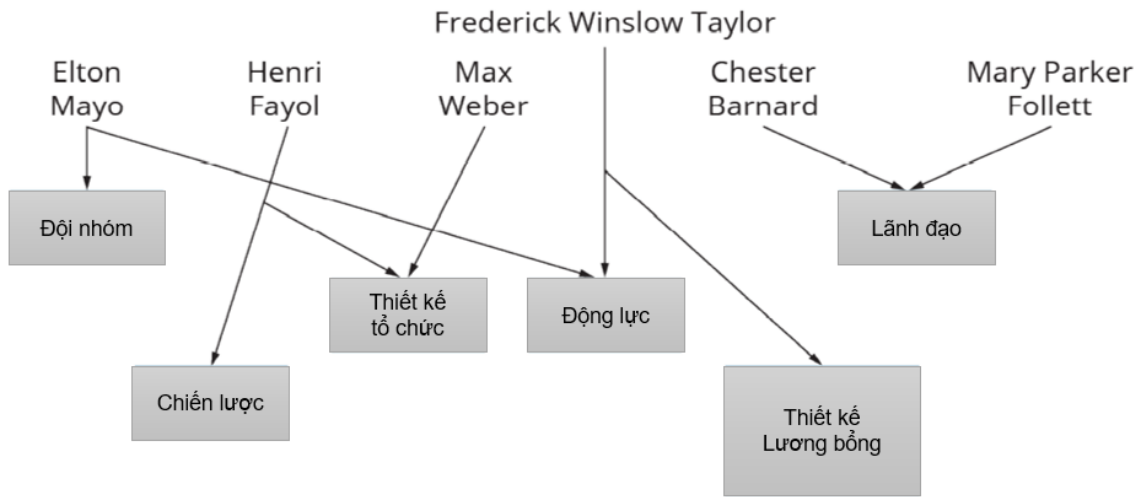 Frederick Winslow Taylor
Elton
Mayo
Henri
Fayol
Max
Weber
Chester
Barnard
Mary Parker
Follett
Đội nhóm
Lãnh đạo
Thiết kế
tổ chức
Động lực
Chiến lược
Thiết kế
Lương bổng